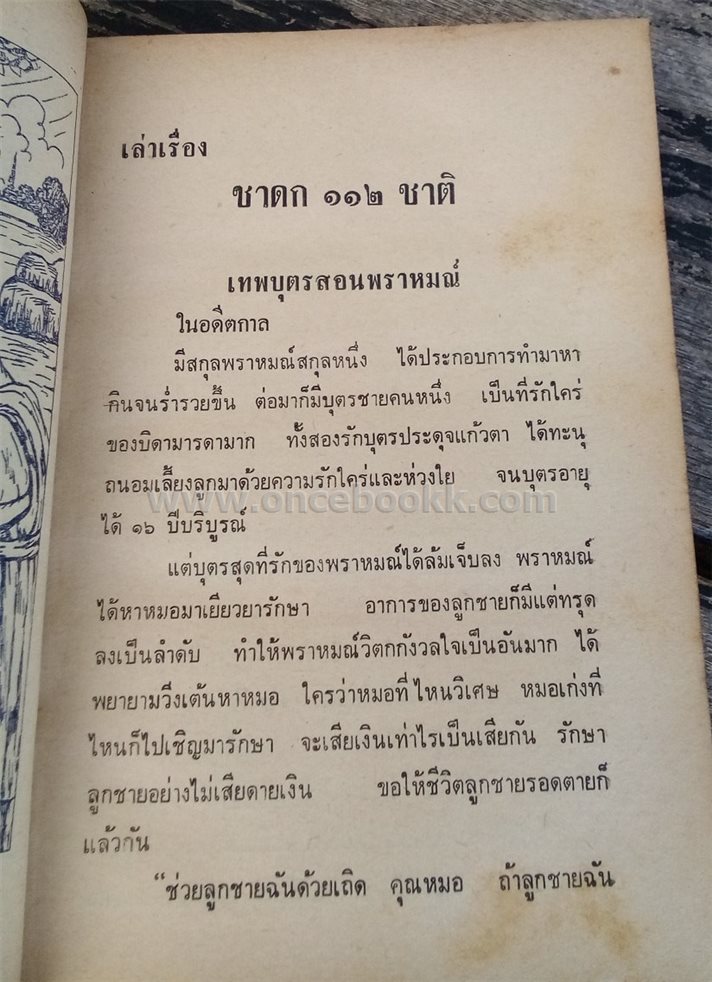 เล่าเรื่อง
ชาดก ๑๑๒ ชาติ
เทพบุตรสอนพราหมณ์
ในอดีตกาล
มีสกุลพราหมณ์สกุลหนึ่ง ได้ประกอบการทำมาหา
กินจนร่ำรวยขึ้น ต่อมาก็มีบุตรชายคนหนึ่ง เป็นที่รักใคร่
ของบิดามารดามาก ทั้งสองรักบุตรประดุจแก้วตา ได้ทะนุ
ถนอมเลี้ยงลูกมาด้วยความรักใคร่และห่วงใย จนบุตรอายุ
www.oncebookk.com
ได้ ๑๖ ปีบริบูรณ์
แต่บุตรสุดที่รักของพราหมณ์ได้ล้มเจ็บลง พราหมณ์
ได้หาหมอมาเยียวยารักษา อาการของลูกชายก็มีแต่ทรุด
ลงเป็นลำดับ ทำให้พราหมณ์วิตกกังวลใจเป็นอันมาก ได้
พยายามวิ่งเต้นหาหมอ ใครว่าหมอที่ไหนวิเศษ หมอเก่งที่
ไหนก็ไปเชิญมารักษา จะเสียเงินเท่าไรเป็นเสียกัน รักษา
ลูกชายอย่างไม่เสียดายเงิน ขอให้ชีวิตลูกชายรอดตายก็
แล้วกัน
“ช่วยลูกชายฉันด้วยเถิด คุณหมอ ถ้าลูกชายฉัน